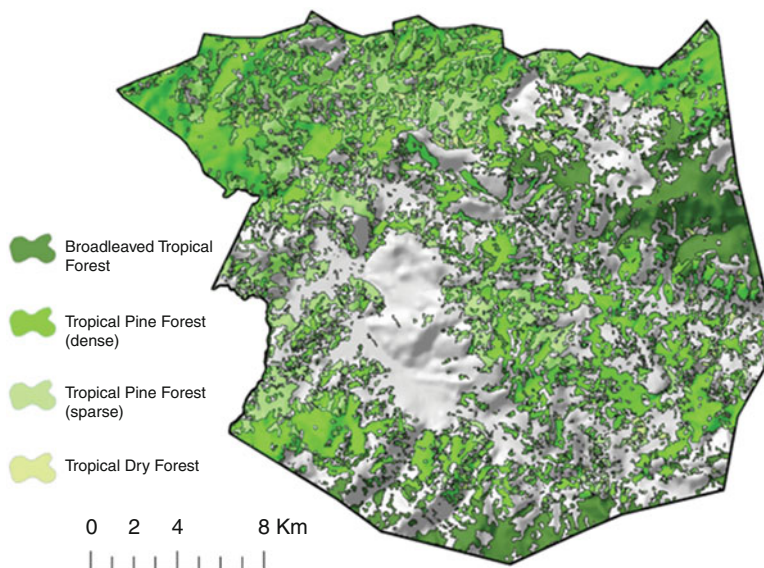 Broadleaved Tropical
Forest
Tropical Pine Forest
(dense)
Tropical Pine Forest
(sparse)
Tropical Dry Forest
0 2 4 8 Km